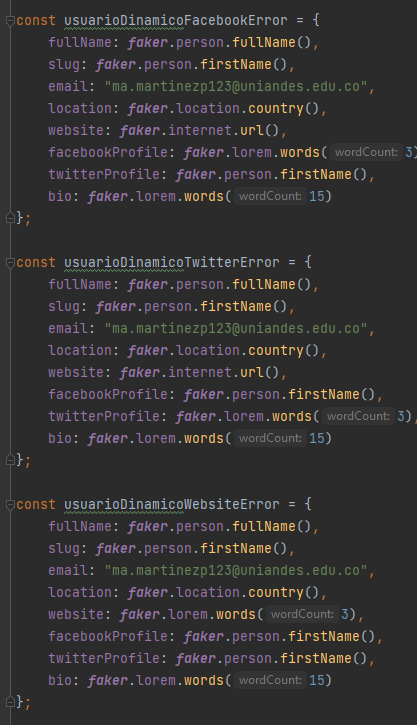 const usuarioDinamicoFacebookError = {
fullName: faker.person.fullName(),
slug: faker.person.firstName(),
email: "ma.martinezp123@uniandes.edu.co",
location: faker.location.country(),
website: faker.internet.url(),
facebookProfile: faker.lorem.words( wordCount: 3)
twitterProfile: faker.person.firstName(),
bio: faker.lorem.words( wordCount: 15)
};
const usuarioDinamicoTwitterError = {
fullName: faker.person.fullName(),
slug: faker.person.firstName(),
email: "ma.martinezp123@uniandes.edu.co",
location: faker.location.country(),
website: faker.internet.url(),
facebookProfile: faker.person.firstName(),
twitterProfile: faker.lorem.words( wordCount: 3),
bio: faker.lorem.words( wordCount: 15)
};
const usuarioDinamicoWebsiteError = {
fullName: faker.person.fullName(),
slug: faker.person.firstName(),
email: "ma.martinezp123@uniandes.edu.co",
location: faker.location.country(),
website: faker.lorem.words( wordCount: 3),
facebookProfile: faker.person.firstName(),
twitterProfile: faker.person.firstName(),
bio: faker.lorem.words( wordCount: 15)
};